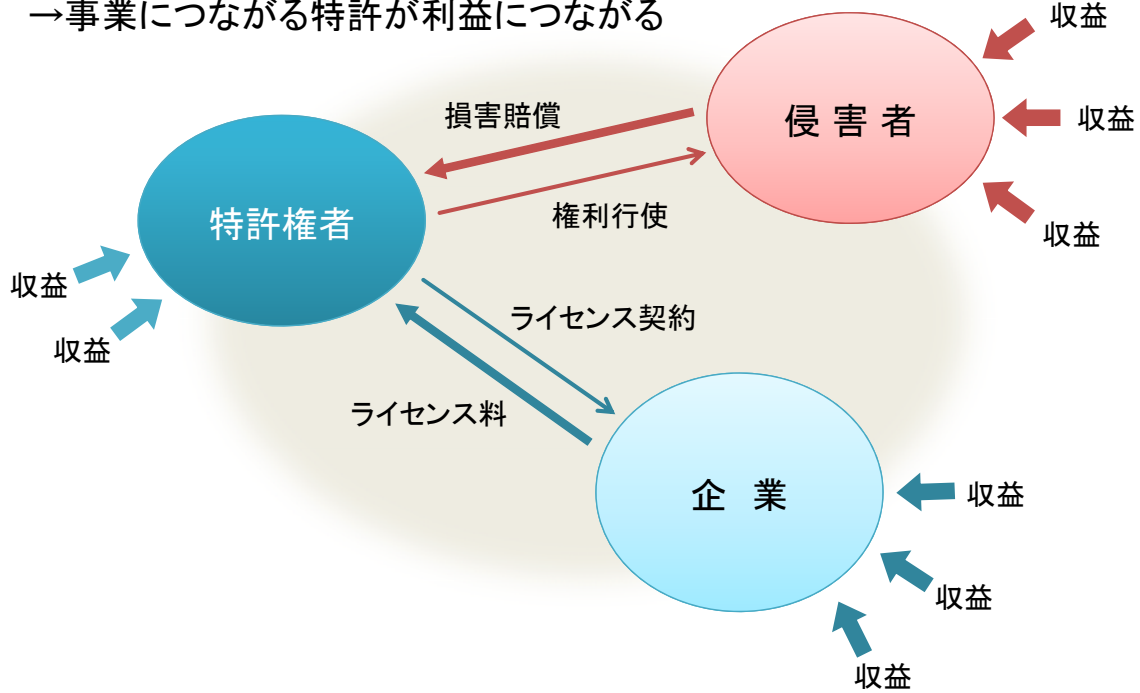 →事業につながる特許が利益につながる
収益
損害賠償
侵害者
収益
特許権者
権利行使
収益
収益
収益
ライセンス契約
ライセンス料
企業
収益
収益
収益